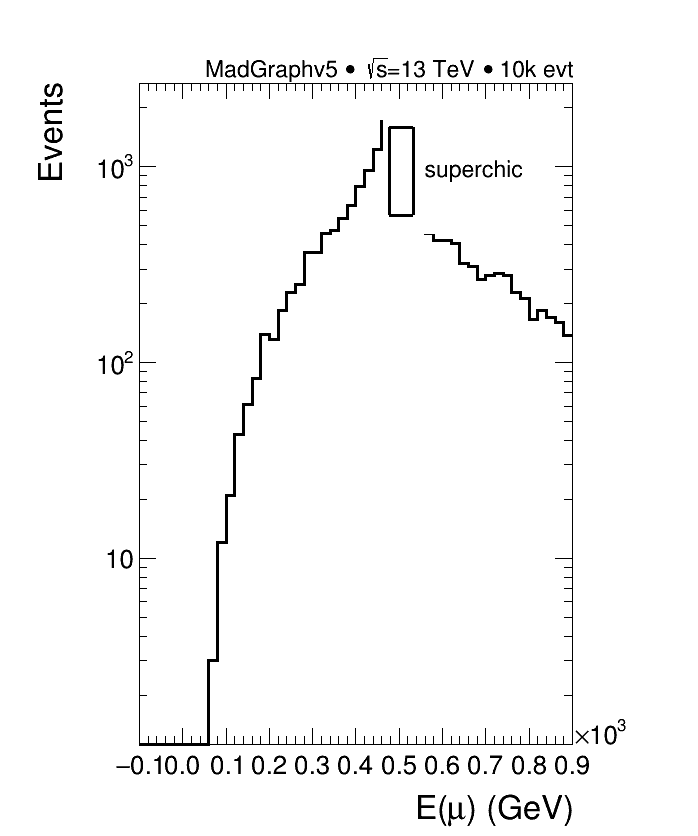 MadGraphv5 • √s=13 TeV • 10k evt
Events
10³
superchic
10²
10
×10³
−0.1 0.0 0.1 0.2 0.3 0.4 0.5 0.6 0.7 0.8 0.9
E(μ) (GeV)